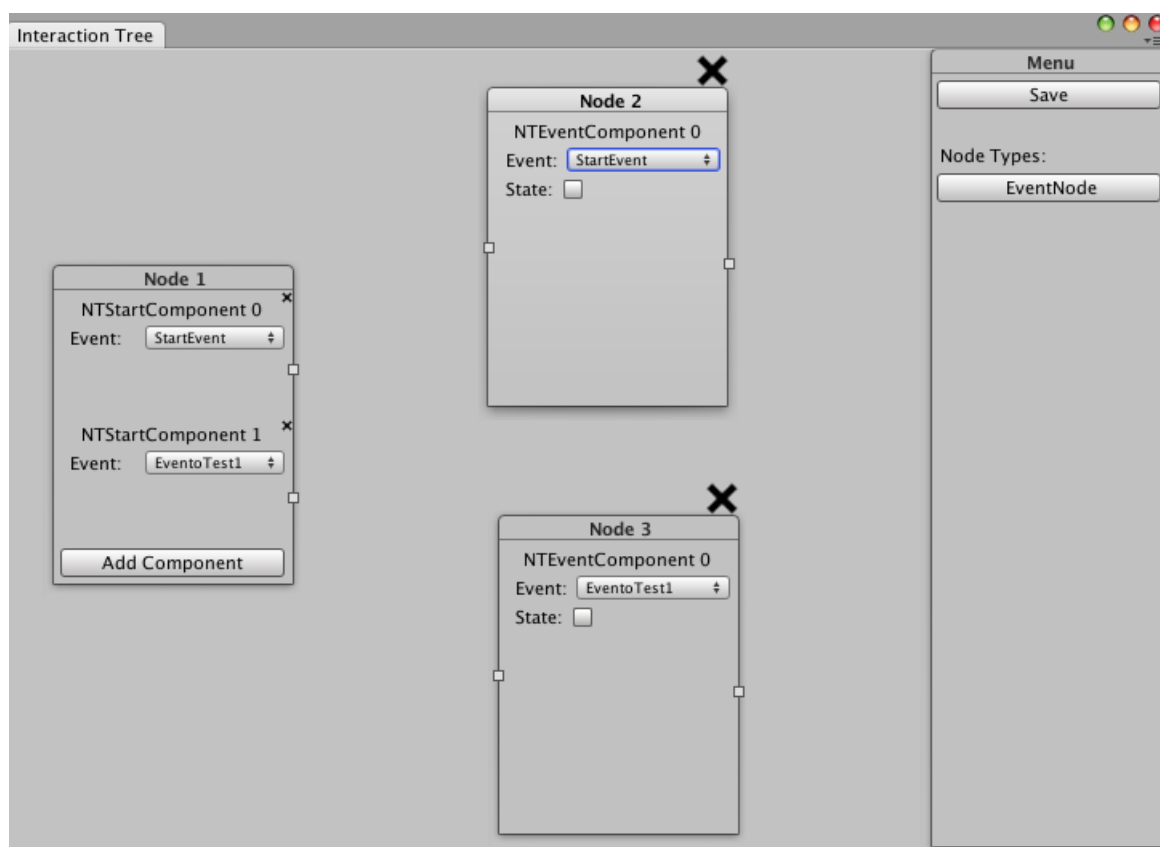 Interaction Tree
Menu
Save
Node Types:
EventNode
Node 2
NTEventComponent 0
Event: StartEvent
State:
Node 1
NTStartComponent 0
Event: StartEvent
NTStartComponent 1
Event: EventoTest1
Add Component
Node 3
NTEventComponent 0
Event: EventoTest1
State: